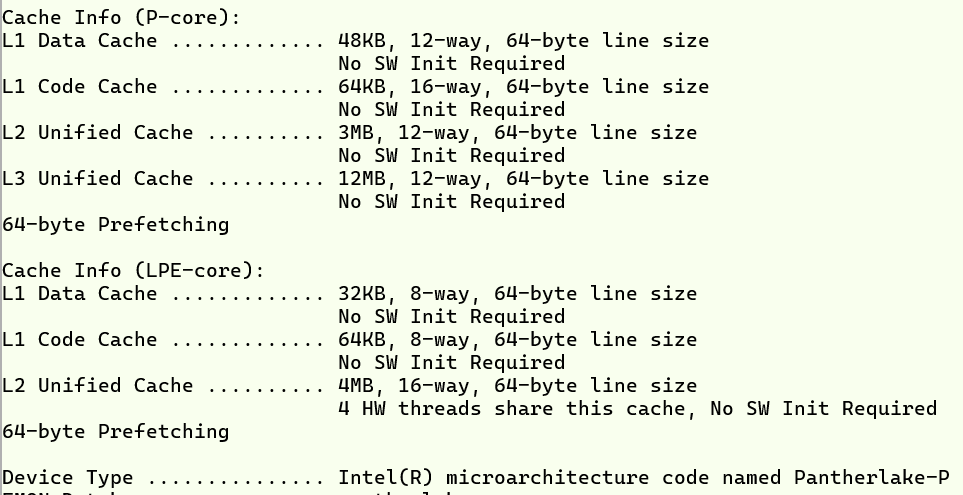 Cache Info (P-core):
L1 Data Cache ............. 48KB, 12-way, 64-byte line size
No SW Init Required
L1 Code Cache ............. 64KB, 16-way, 64-byte line size
No SW Init Required
L2 Unified Cache .......... 3MB, 12-way, 64-byte line size
No SW Init Required
L3 Unified Cache .......... 12MB, 12-way, 64-byte line size
No SW Init Required
64-byte Prefetching
Cache Info (LPE-core):
L1 Data Cache ............. 32KB, 8-way, 64-byte line size
No SW Init Required
L1 Code Cache ............. 64KB, 8-way, 64-byte line size
No SW Init Required
L2 Unified Cache .......... 4MB, 16-way, 64-byte line size
4 HW threads share this cache, No SW Init Required
64-byte Prefetching
Device Type ............... Intel(R) microarchitecture code named Pantherlake-P